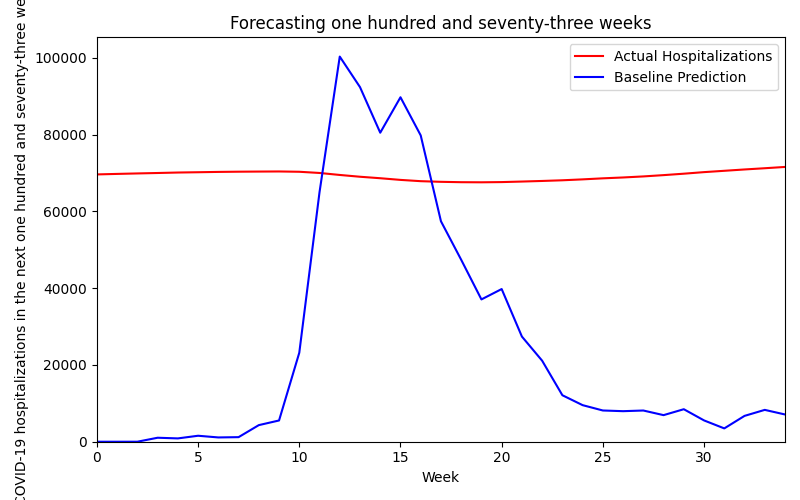 Forecasting one hundred and seventy-three weeks
COVID-19 hospitalizations in the next one hundred and seventy-three
100000
80000
60000
40000
20000
0
Actual Hospitalizations
Baseline Prediction
0 5 10 15 20 25 30
Week